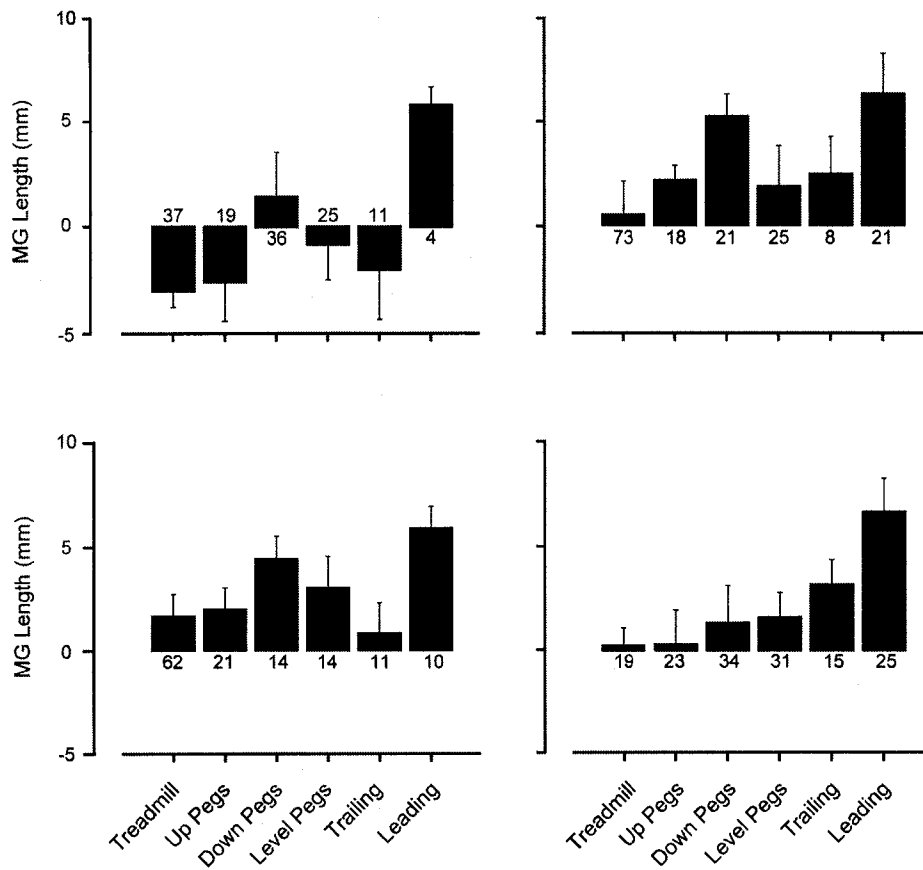 10
5
0
-5
MG Length (mm)
37 19 36 25 11 4
73 18 21 25 8 21
10
5
0
-5
MG Length (mm)
62 21 14 14 11 10
19 23 34 31 15 25
Treadmill
Up Pegs
Down Pegs
Level Pegs
Trailing
Leading
Treadmill
Up Pegs
Down Pegs
Level Pegs
Trailing
Leading